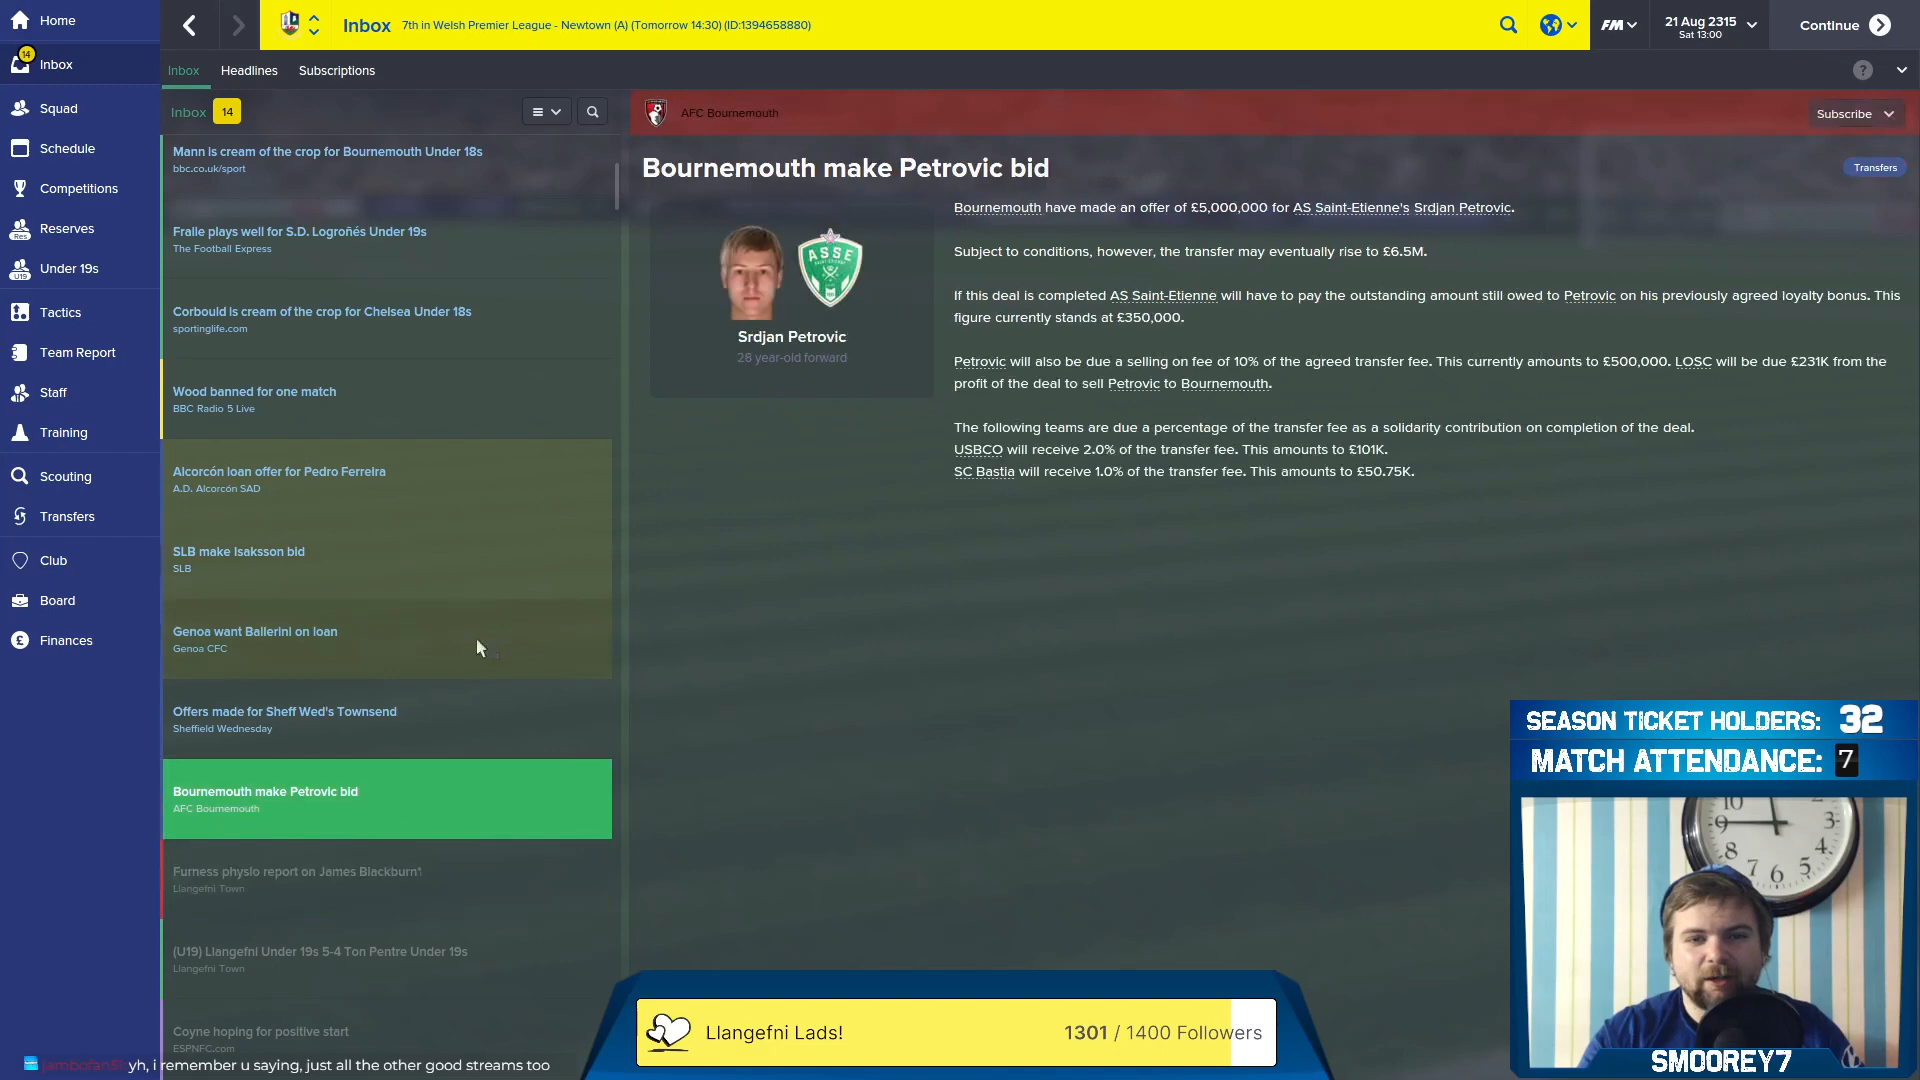 Home
Inbox
14
Squad
Schedule
Competitions
Reserves
Under 19s
Tactics
Team Report
Staff
Training
Scouting
Transfers
Club
Board
Finances
Inbox
7th in Welsh Premier League - Newtown (A) (Tomorrow 14:30) (ID:1394658880)
FM
21 Aug 2315
Sat 13:00
Continue
Inbox
Headlines
Subscriptions
?
Inbox
14
Mann is cream of the crop for Bournemouth Under 18s
bbc.co.uk/sport
Fraile plays well for S.D. Logroñés Under 19s
The Football Express
Corbould is cream of the crop for Chelsea Under 18s
sportinglife.com
Wood banned for one match
BBC Radio 5 Live
Alcorcón loan offer for Pedro Ferreira
A.D. Alcorcón SAD
SLB make Isaksson bid
SLB
Genoa want Ballerini on loan
Genoa CFC
Offers made for Sheff Wed's Townsend
Sheffield Wednesday
Bournemouth make Petrovic bid
AFC Bournemouth
Furness physio report on James Blackburn
Llangefni Town
(U19) Llangefni Under 19s 5-4 Ton Pentre Under 19s
Llangefni Town
Coyne hoping for positive start
ESPNFC.com
AFC Bournemouth
Subscribe
Bournemouth make Petrovic bid
Transfers
ASSE
Srdjan Petrovic
28 year-old forward
Bournemouth have made an offer of £5,000,000 for AS Saint-Etienne's Srdjan Petrovic.
Subject to conditions, however, the transfer may eventually rise to £6.5M.
If this deal is completed AS Saint-Etienne will have to pay the outstanding amount still owed to Petrovic on his previously agreed loyalty bonus. This
figure currently stands at £350,000.
Petrovic will also be due a selling on fee of 10% of the agreed transfer fee. This currently amounts to £500,000. LOSC will be due £231K from the
profit of the deal to sell Petrovic to Bournemouth.
The following teams are due a percentage of the transfer fee as a solidarity contribution on completion of the deal.
USBCO will receive 2.0% of the transfer fee. This amounts to £101K.
SC Bastia will receive 1.0% of the transfer fee. This amounts to £50.75K.
SEASON TICKET HOLDERS: 32
MATCH ATTENDANCE: 7
10
9
3
8
7
6
5
4
SMOOREY7
Llangefni Lads!
1301 / 1400 Followers
yh, i remember u saying, just all the other good streams too